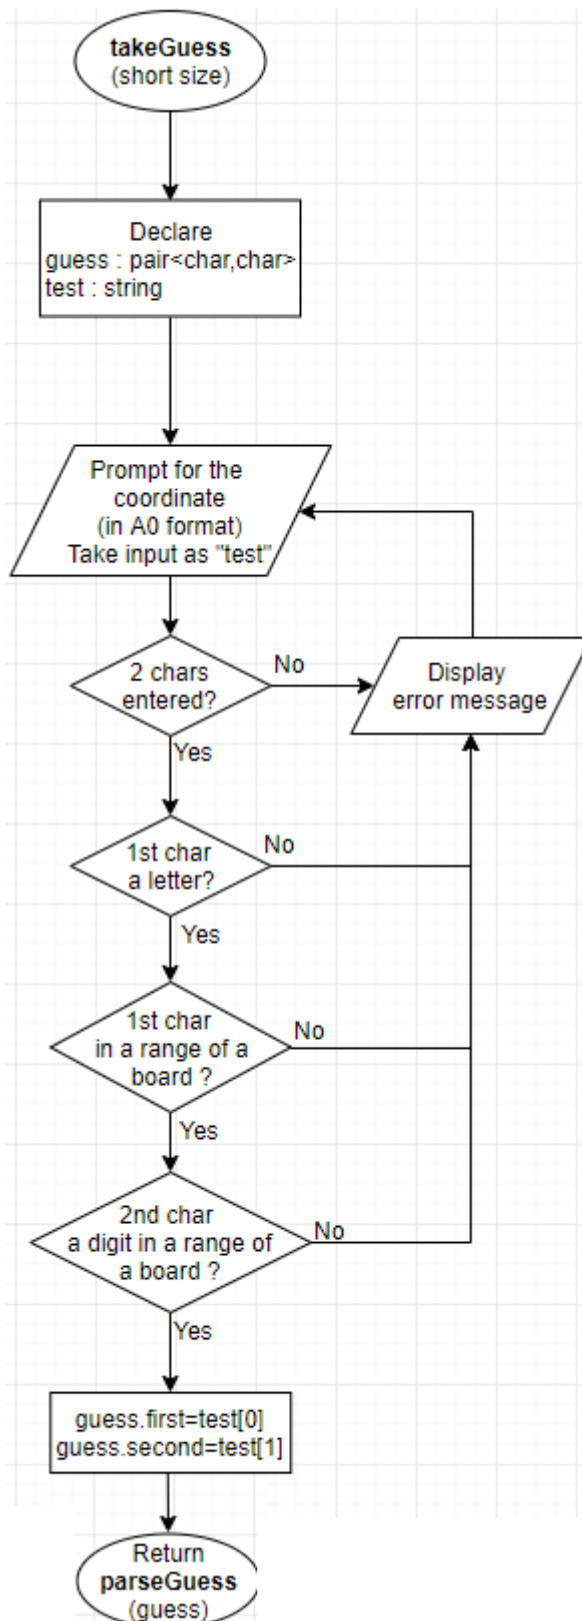 takeGuess
(short size)
Declare
guess : pair<char,char>
test : string
Prompt for the
coordinate
(in A0 format)
Take input as "test"
2 chars
entered?
No
Display
error message
Yes
1st char
a letter?
No
Yes
1st char
in a range of a
board ?
No
Yes
2nd char
a digit in a range of
a board ?
No
Yes
guess.first=test[0]
guess.second=test[1]
Return
parseGuess
(guess)